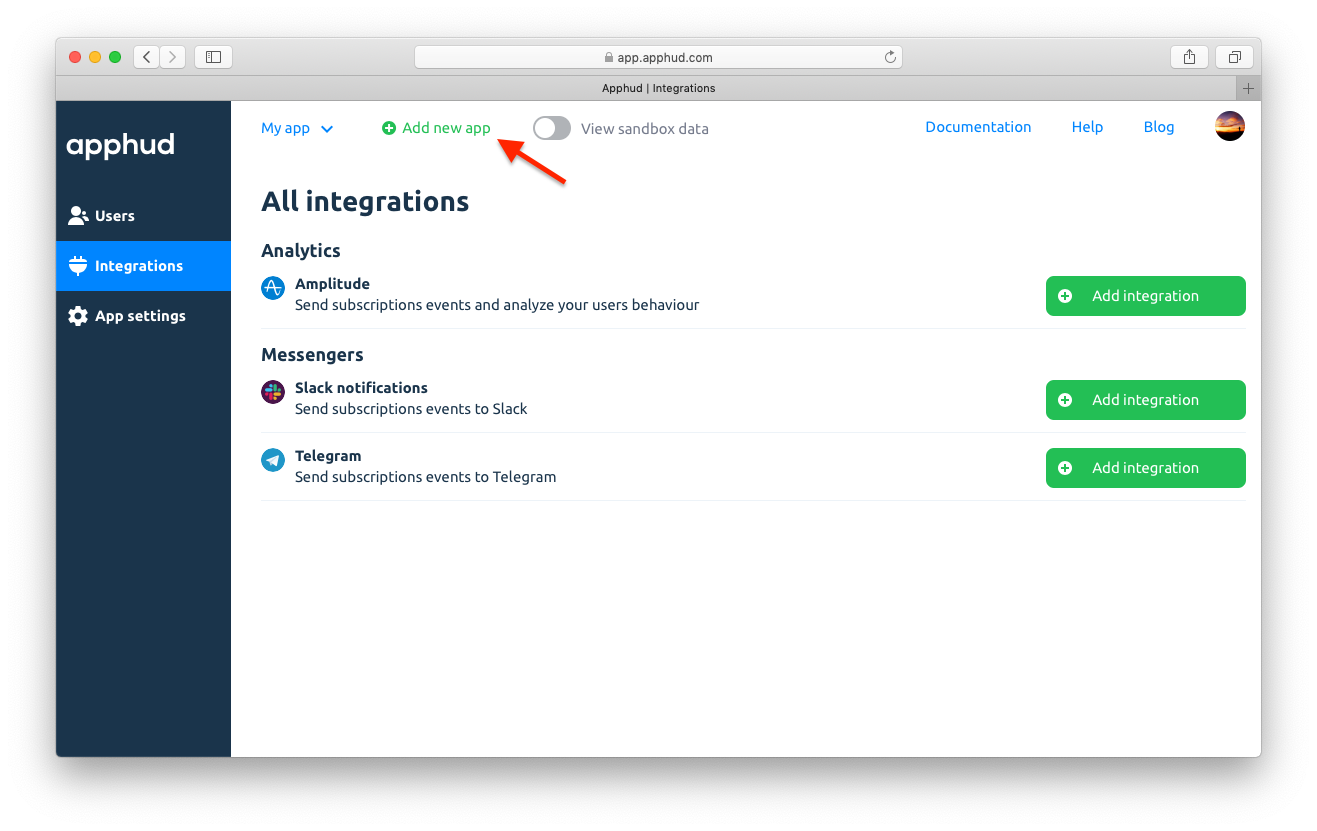 app.apphud.com
Apphud | Integrations
apphud
Users
Integrations
App settings
My app
Add new app
View sandbox data
Documentation
Help
Blog
All integrations
Analytics
Amplitude
Send subscriptions events and analyze your users behaviour
Add integration
Messengers
Slack notifications
Send subscriptions events to Slack
Add integration
Telegram
Send subscriptions events to Telegram
Add integration